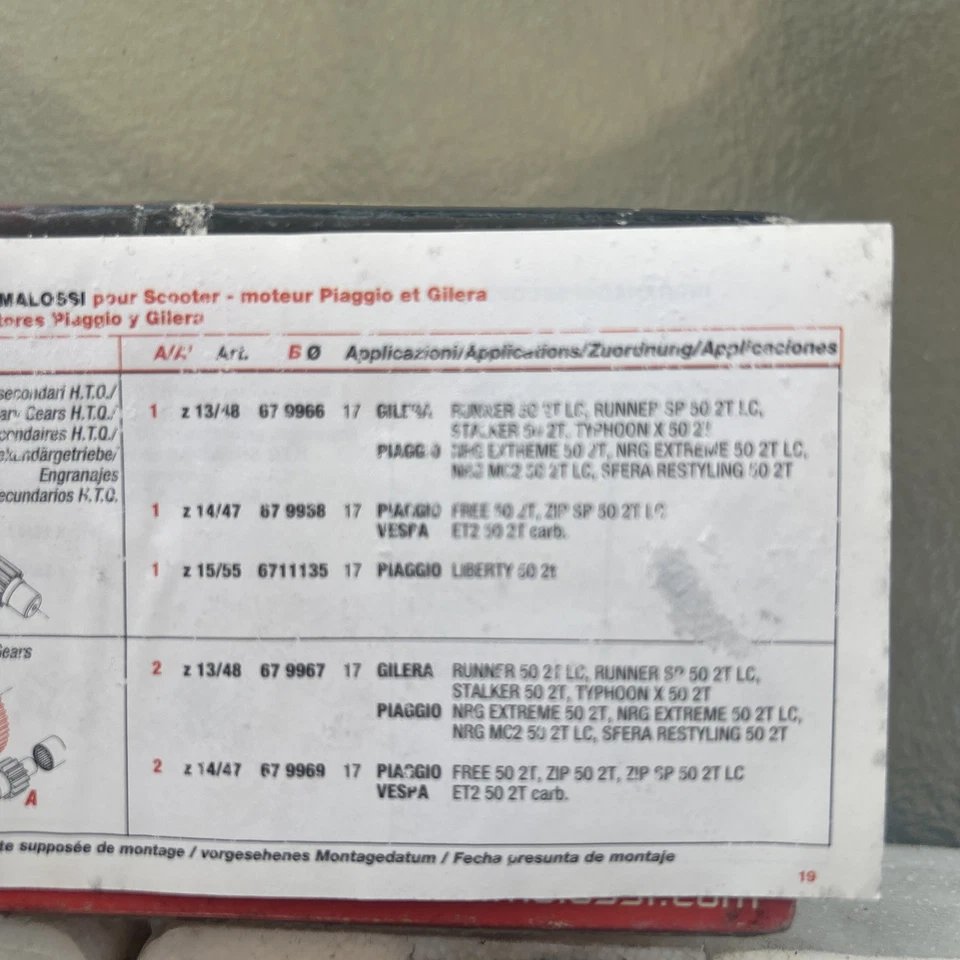 MALOSSI pour Scooter - moteur Piaggio et Gilera
Piaggio y Gilera
A/A' Art. B Ø Applicazioni/Applications/Zuordnung/Applicaciones
secondari H.T.Q./
Gears H.T.Q./
H.T.Q./
Engranajes
H.T.Q.
1 z 13/48 67 9966 17 GILERA RUNNER 50 2T LC, RUNNER SP 50 2T LC,
STALKER 50 2T, TYPHOON X 50 2T
PIAGGIO NRG EXTREME 50 2T, NRG EXTREME 50 2T LC,
NRG MC2 50 2T LC, SFERA RESTYLING 50 2T
1 z 14/47 67 9958 17 PIAGGIO FREE 50 2T, ZIP SP 50 2T LC
VESPA ET2 50 2T carb.
1 z 15/55 6711135 17 PIAGGIO LIBERTY 50 2t
Gears
2 z 13/48 67 9967 17 GILERA RUNNER 50 2T LC, RUNNER SP 50 2T LC,
STALKER 50 2T, TYPHOON X 50 2T
PIAGGIO NRG EXTREME 50 2T, NRG EXTREME 50 2T LC,
NRG MC2 50 2T LC, SFERA RESTYLING 50 2T
2 z 14/47 67 9969 17 PIAGGIO FREE 50 2T, ZIP 50 2T, ZIP SP 50 2T LC
VESPA ET2 50 2T carb.
A
supposée de montage / vorgesehenes Montagedatum / Fecha presunta de montaje
19